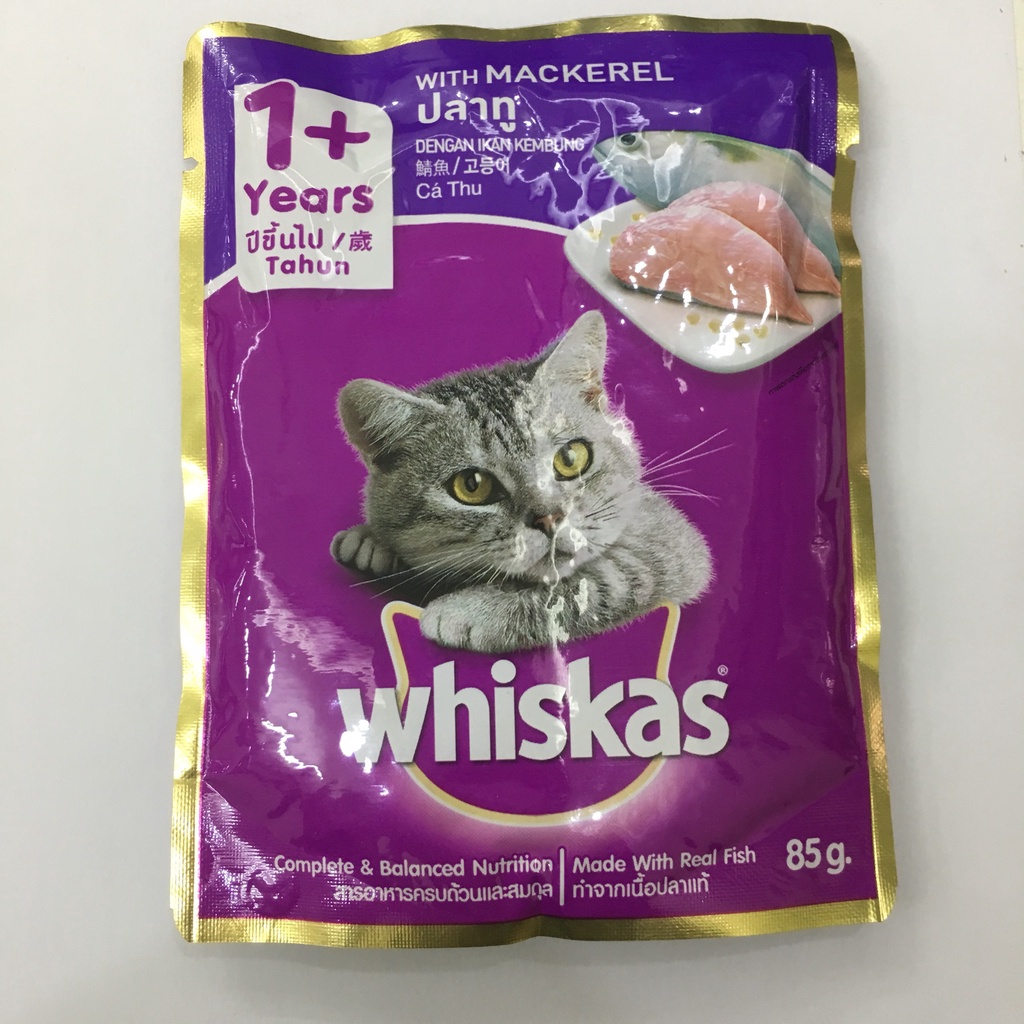 1+
Years
ปีขึ้นไป / 歲
Tahun
WITH MACKEREL
ปลาทู
DENGAN IKAN KEMBUNG
鯖魚 / 고등어
Cá Thu
whiskas®
Complete & Balanced Nutrition
สารอาหารครบถ้วนและสมดุล
Made With Real Fish
ทำจากเนื้อปลาแท้
85 g.